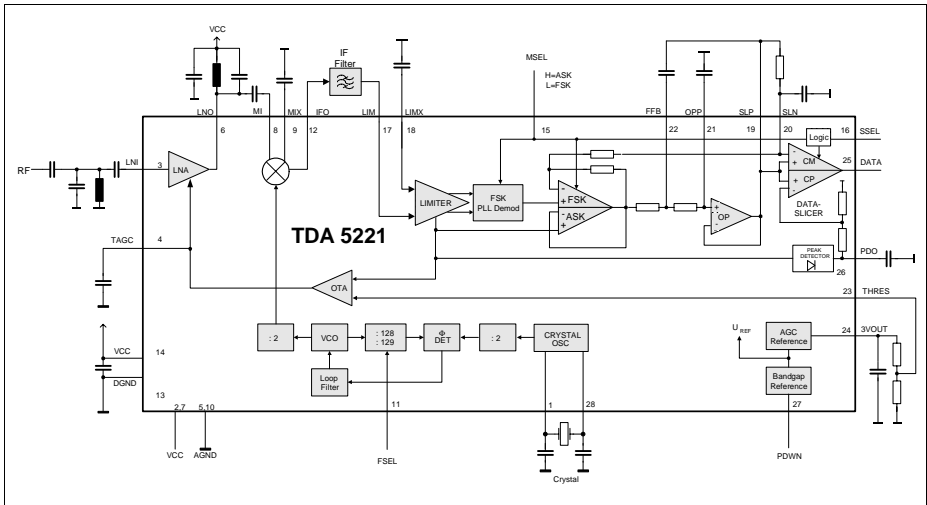 VCC
IF
Filter
MSEL
H=ASK
L=FSK
LNO
MI
MIX
IFO
LIM
LIMX
FFB
OPP
SLP
SLN
6
8
9
12
17
18
15
22
21
19
20
16
SSEL
Logic
RF
LNI
3
LNA
LIMITER
FSK
PLL Demod
-
+
FSK
-
ASK
+
+
-
OP
-
+
CM
+
CP
-
25
DATA
DATA-
SLICER
TDA 5221
TAGC
4
OTA
PEAK
DETECTOR
PDO
26
23
THRES
: 2
VCO
: 128
: 129
Φ
DET
: 2
CRYSTAL
OSC
U REF
AGC
Reference
24
3VOUT
VCC
14
DGND
13
Loop
Filter
Bandgap
Reference
2,7
5,10
11
1
28
27
VCC
AGND
FSEL
Crystal
PDWN